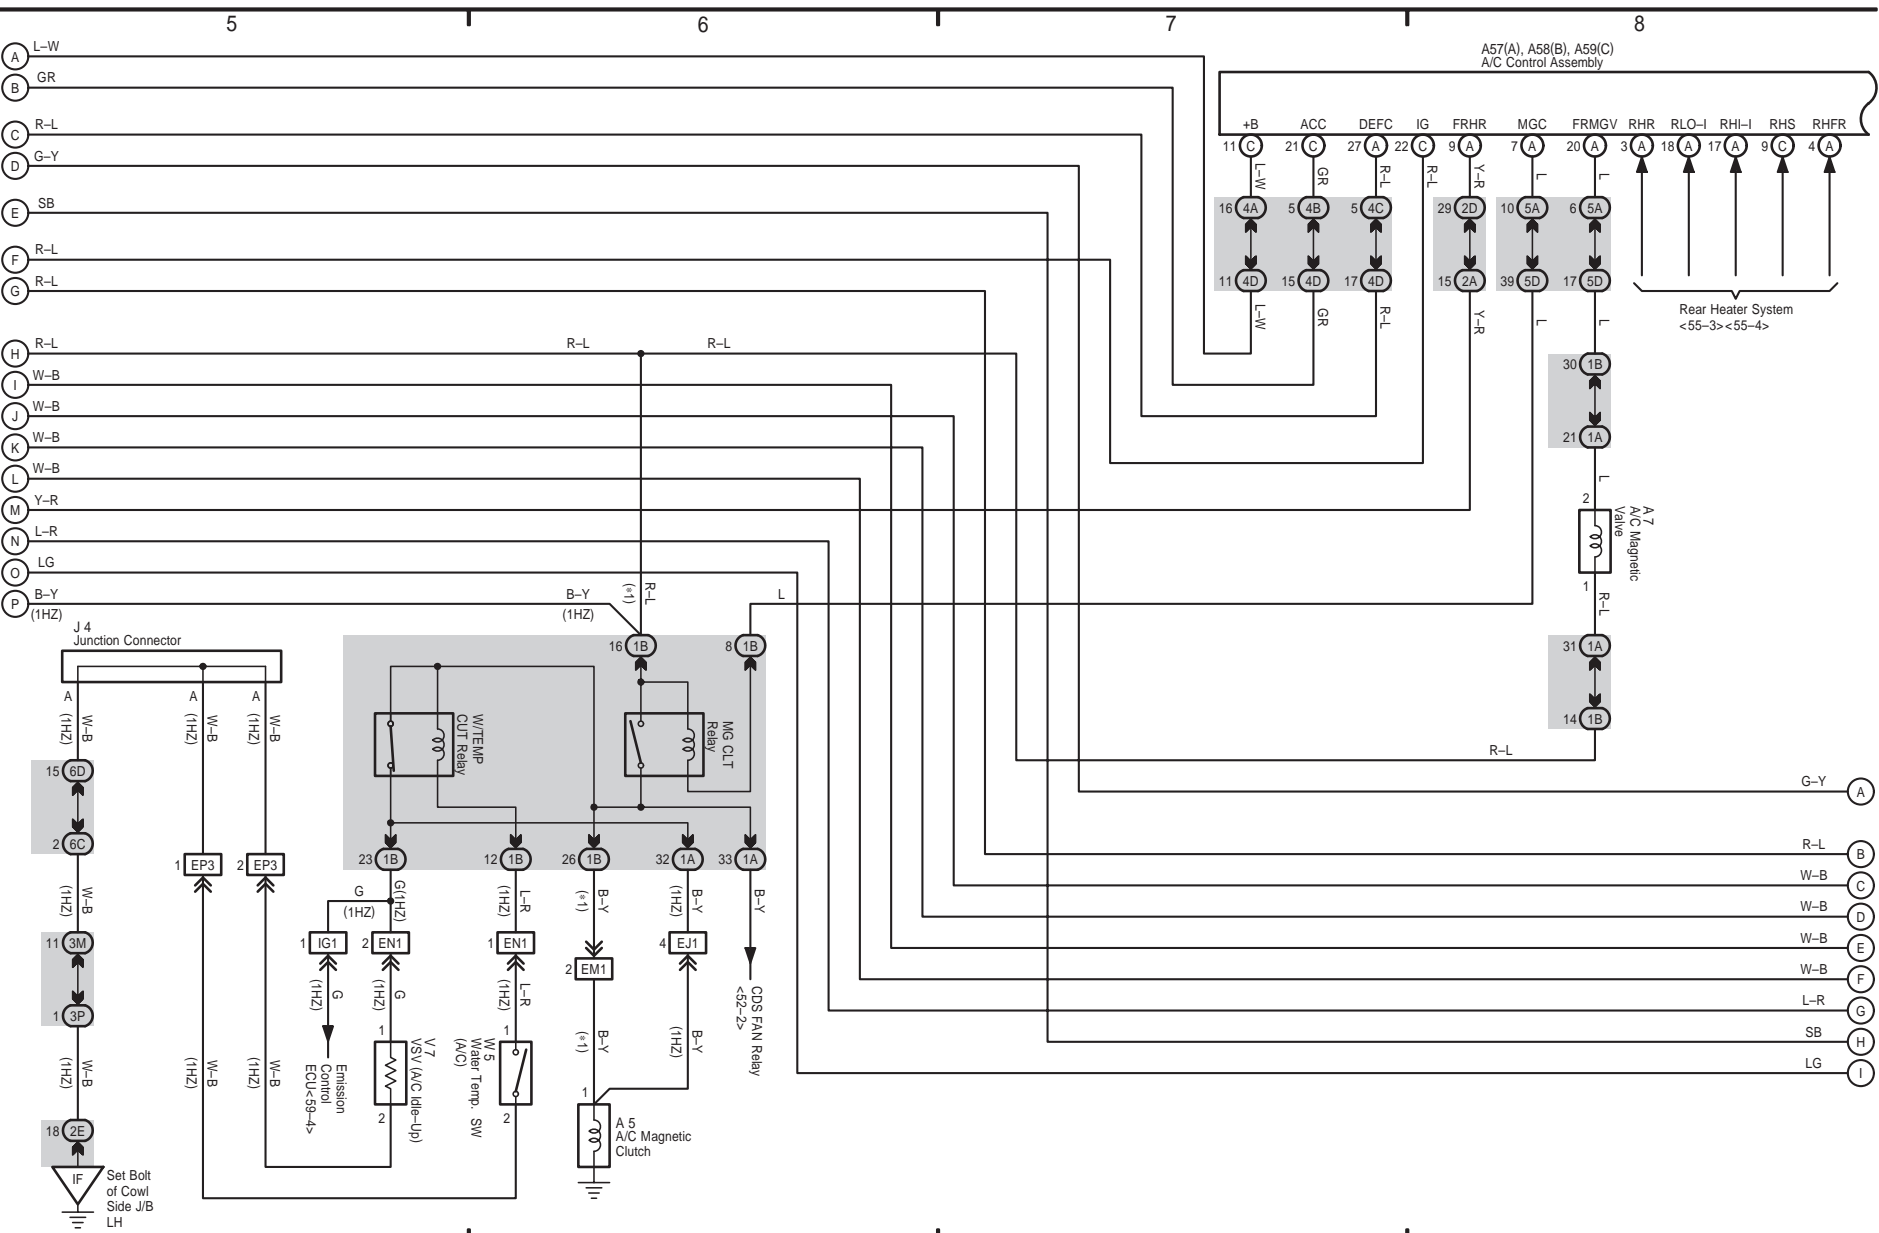 5 6 7 8
A57(A), A58(B), A59(C)
A/C Control Assembly
A L–W
B GR
C R–L
D G–Y
E SB
F R–L
G R–L
H R–L R–L R–L
I W–B
J W–B
K W–B
L W–B
M Y–R
N L–R
O LG
P B–Y B–Y
(1HZ) (1HZ)
R–L
(*1)
L
+B ACC DEFC IG FRHR MGC FRMGV RHR RLO–I RHI–I RHS RHFR
11 C 21 C 27 A 22 C 9 A 7 A 20 A 3 A 18 A 17 A 9 C 4 A
L–W GR R–L R–L Y–R L L
16 4A 5 4B 5 4C 29 2D 10 5A 6 5A
11 4D 15 4D 17 4D 15 2A 39 5D 17 5D
L–W GR R–L Y–R L L
Rear Heater System
<55–3><55–4>
30 1B
21 1A
L
2
A 7
A/C Magnetic
Valve
1
R–L
31 1A
14 1B
R–L
J 4
Junction Connector
A A A
(1HZ) W–B (1HZ) W–B (1HZ) W–B
15 6D
2 6C
1 EP3 2 EP3
(1HZ) W–B
11 3M
1 3P
(1HZ) W–B (1HZ) W–B (1HZ) W–B
18 2E
IF
Set Bolt
of Cowl
Side J/B
LH
16 1B 8 1B
W/TEMP
CUT Relay
MG CLT
Relay
23 1B 12 1B 26 1B 32 1A 33 1A
G
(1HZ)
G(1HZ)
(1HZ) L–R
(*1) B–Y
(1HZ) B–Y
B–Y
1 IG1 2 EN1 1 EN1 2 EM1 4 EJ1
(1HZ) G
(1HZ) G
(1HZ) L–R
(*1) B–Y
(1HZ) B–Y
CDS FAN Relay
<52–2>
Emission
Control
ECU<59–4>
1
V 7
VSV (A/C Idle–Up)
2
1
W 5
Water Temp. SW
(A/C)
2
1
A 5
A/C Magnetic
Clutch
G–Y A
R–L B
W–B C
W–B D
W–B E
W–B F
L–R G
SB H
LG I